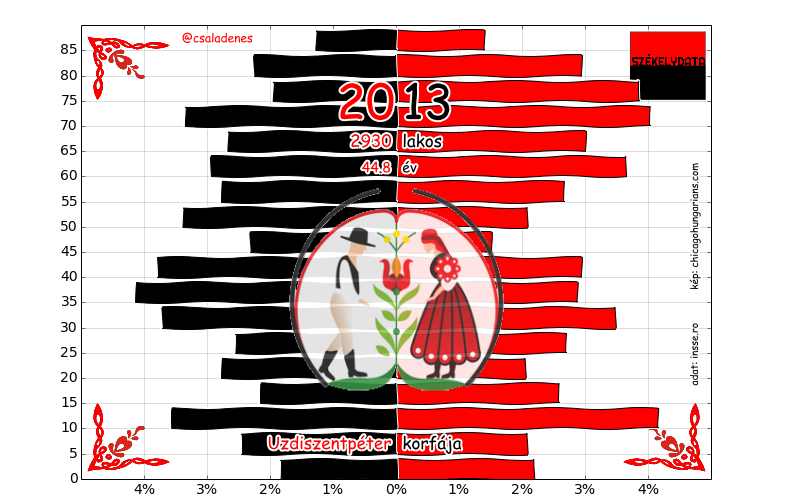 @csaladenes
SZÉKELYDATA
2013
2930 lakos
44.8 év
kép: chicagohungarians.com
adat: insse.ro
Uzdiszentpéter korfája
85
80
75
70
65
60
55
50
45
40
35
30
25
20
15
10
5
0
4% 3% 2% 1% 0% 1% 2% 3% 4%